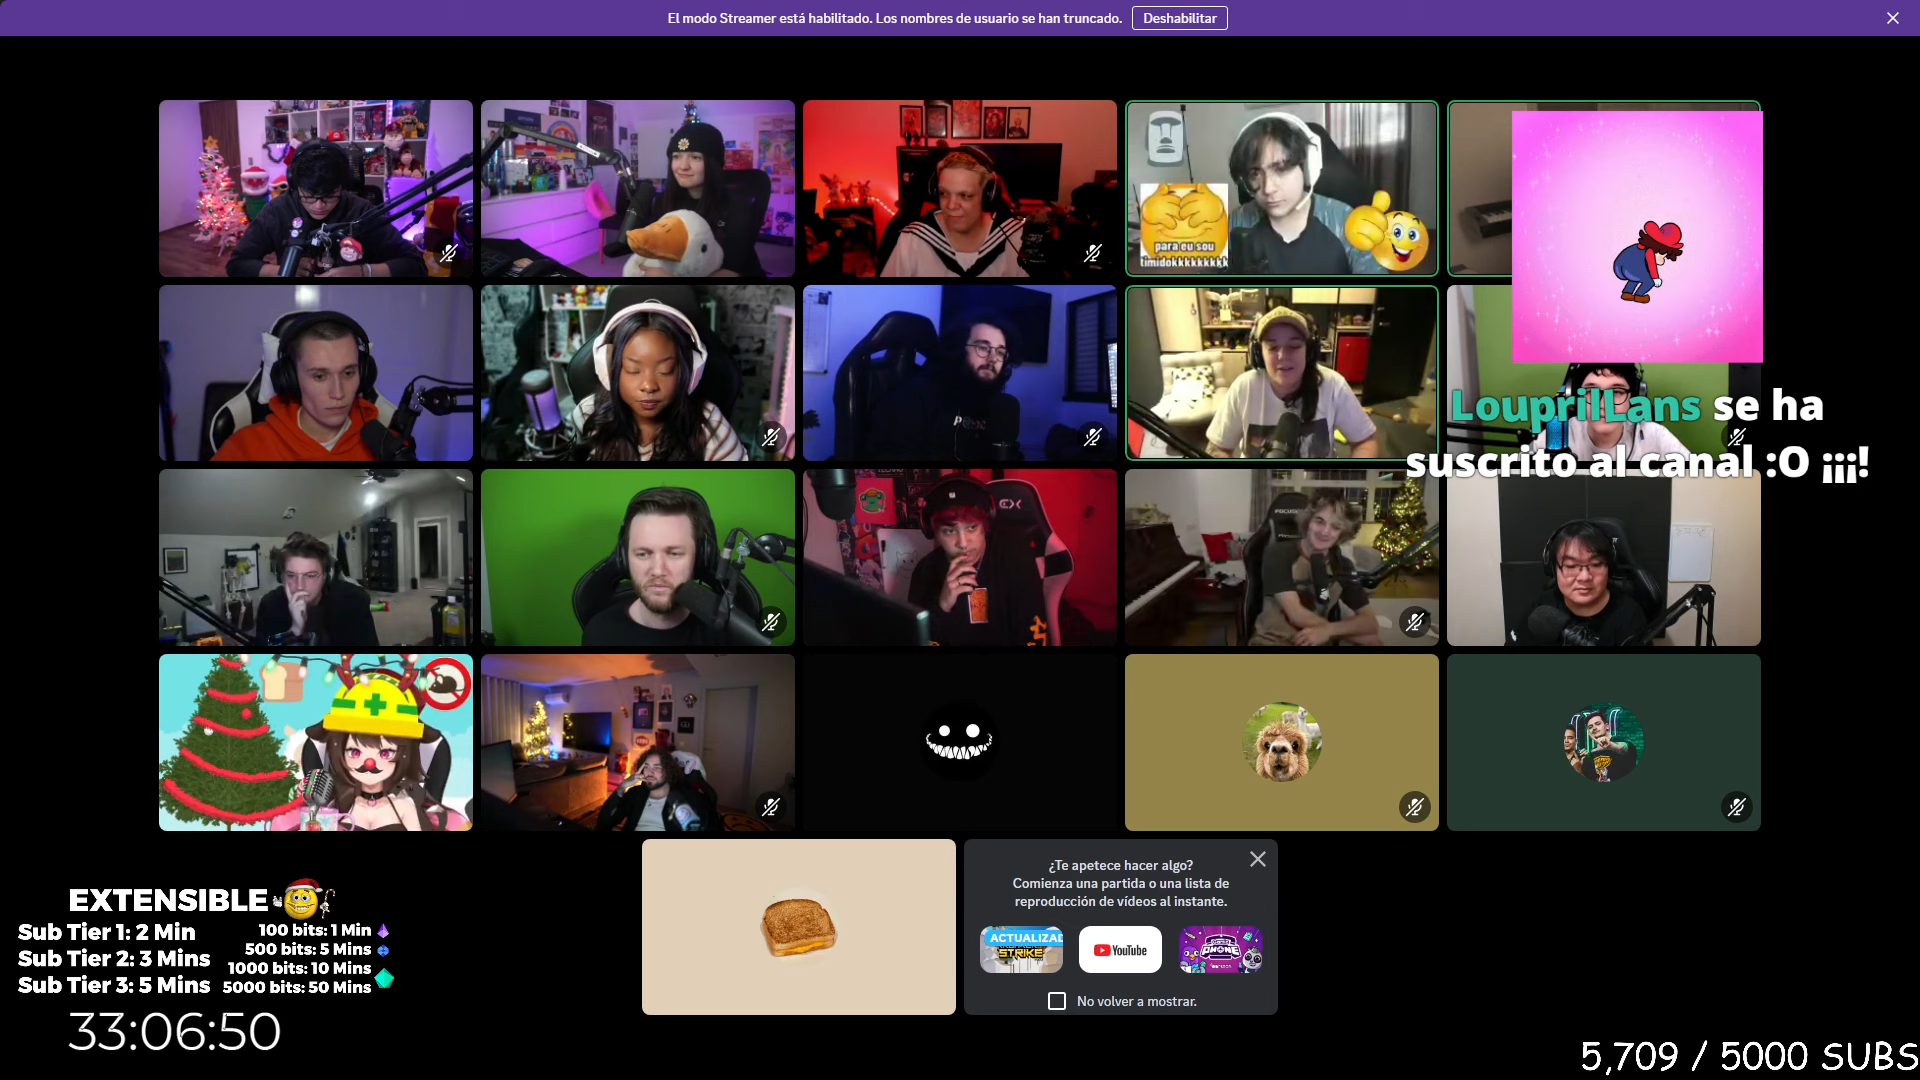 El modo Streamer está habilitado. Los nombres de usuario se han truncado.
Deshabilitar
para eu sou
timidokkkkkkkkk
LouprilLans se ha
suscrito al canal :O ¡¡¡!
EXTENSIBLE
Sub Tier 1: 2 Min
Sub Tier 2: 3 Mins
Sub Tier 3: 5 Mins
100 bits: 1 Min
500 bits: 5 Mins
1000 bits: 10 Mins
5000 bits: 50 Mins
33:06:50
¿Te apetece hacer algo?
Comienza una partida o una lista de
reproducción de vídeos al instante.
ACTUALIZAD
STRIKE
YouTube
PHONE
No volver a mostrar.
5,709 / 5000 SUBS